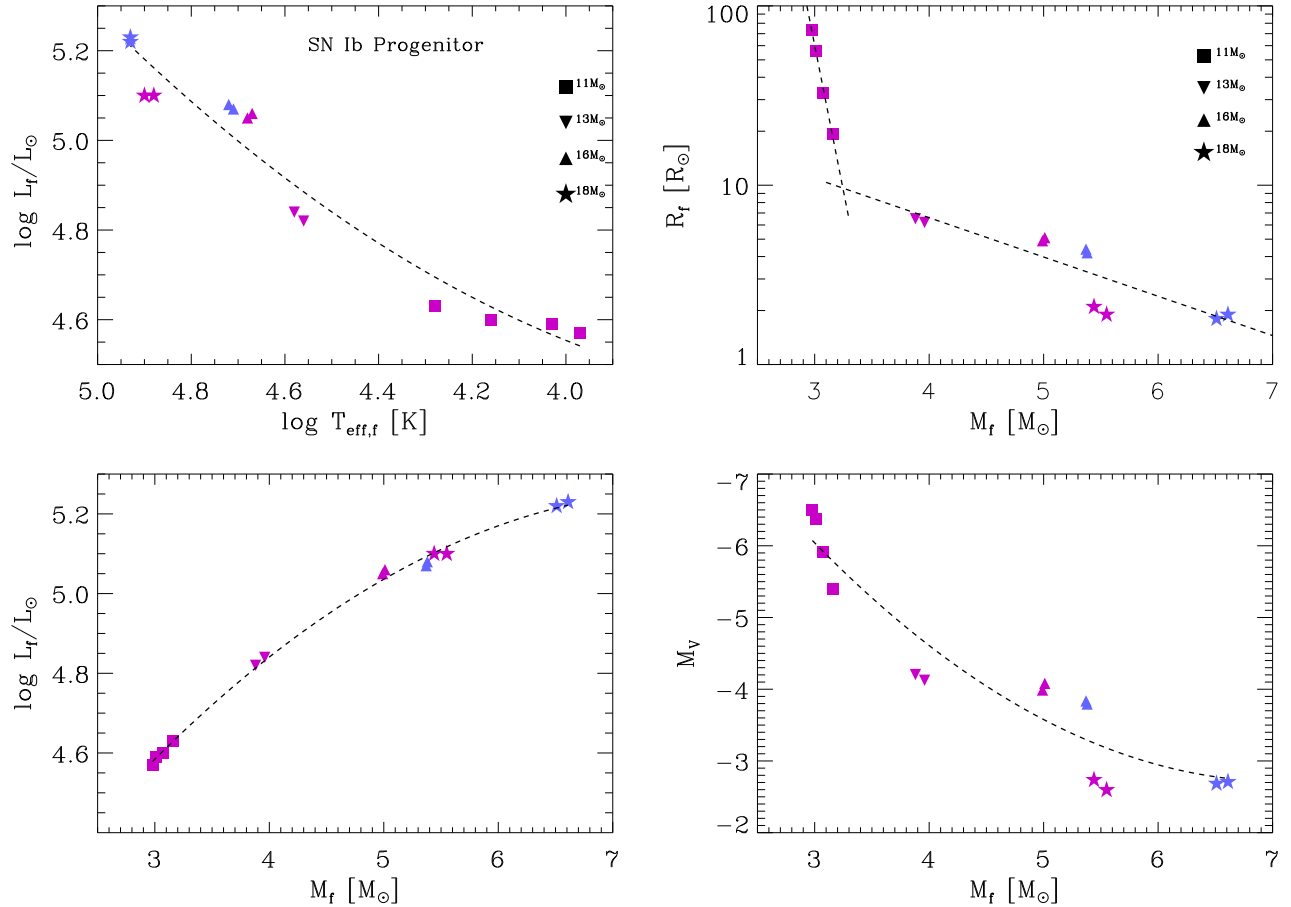 SN Ib Progenitor
11M☉
13M☉
16M☉
18M☉
5.2
5.0
4.8
4.6
log L_f/L☉
5.0 4.8 4.6 4.4 4.2 4.0
log T_eff,f [K]
100
10
1
R_f [R☉]
11M☉
13M☉
16M☉
18M☉
3 4 5 6 7
M_f [M☉]
5.2
5.0
4.8
4.6
log L_f/L☉
3 4 5 6 7
M_f [M☉]
−7
−6
−5
−4
−3
−2
M_V
3 4 5 6 7
M_f [M☉]